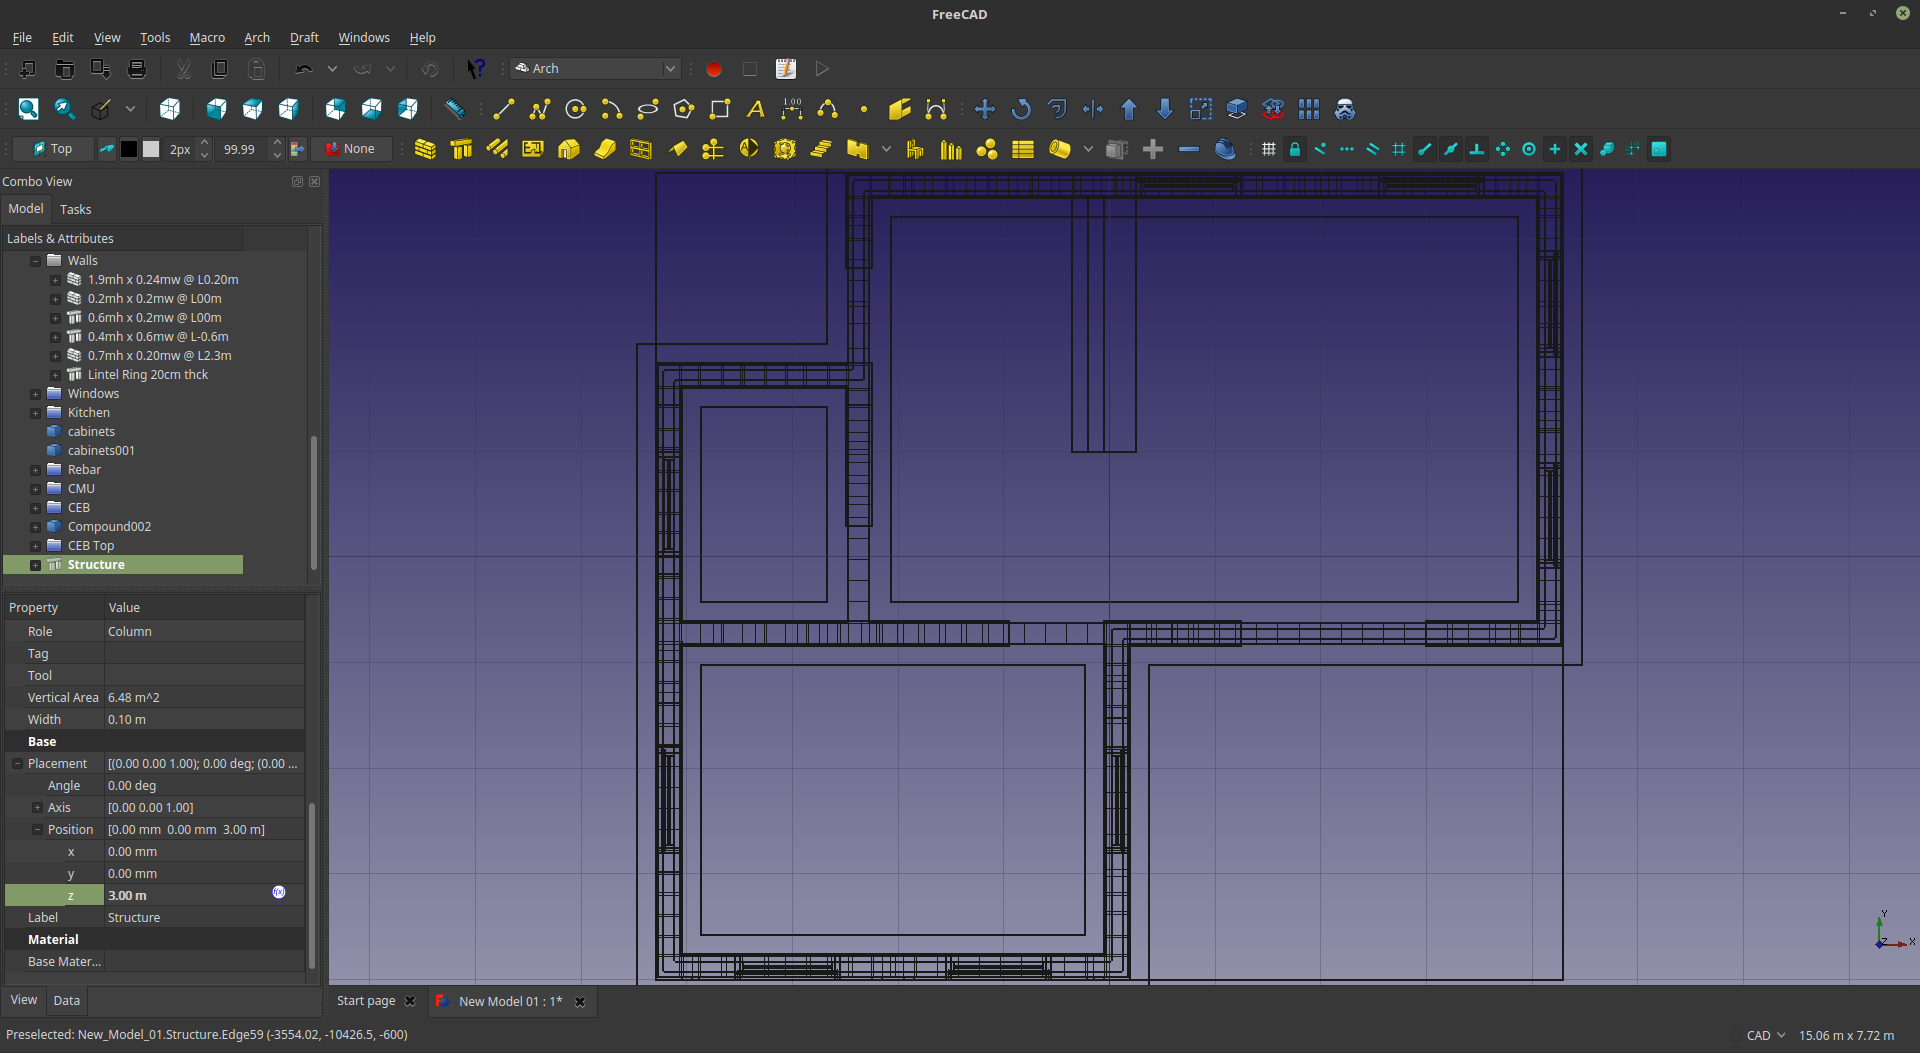 FreeCAD
File Edit View Tools Macro Arch Draft Windows Help
Arch
A 1.00
Top 2px 99.99 None
Combo View
Model Tasks
Labels & Attributes
Walls
1.9mh x 0.24mw @ L0.20m
0.2mh x 0.2mw @ L00m
0.6mh x 0.2mw @ L00m
0.4mh x 0.6mw @ L-0.6m
0.7mh x 0.20mw @ L2.3m
Lintel Ring 20cm thck
Windows
Kitchen
cabinets
cabinets001
Rebar
CMU
CEB
Compound002
CEB Top
Structure
Property Value
Role Column
Tag
Tool
Vertical Area 6.48 m^2
Width 0.10 m
Base
Placement [(0.00 0.00 1.00); 0.00 deg; (0.00 ...
Angle 0.00 deg
Axis [0.00 0.00 1.00]
Position [0.00 mm 0.00 mm 3.00 m]
x 0.00 mm
y 0.00 mm
z 3.00 m
Label Structure
Material
Base Mater...
Y
Z X
View Data
Start page New Model 01 : 1*
Preselected: New_Model_01.Structure.Edge59 (-3554.02, -10426.5, -600)
CAD 15.06 m x 7.72 m